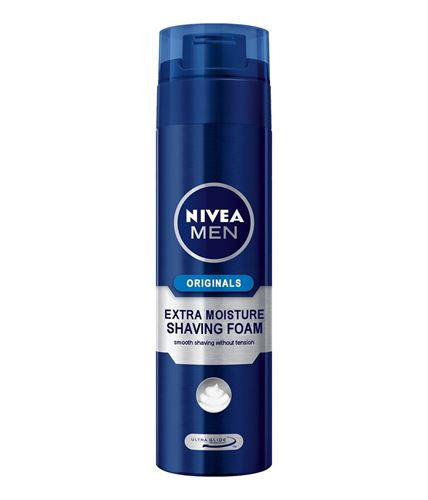 NIVEA
MEN
ORIGINALS
EXTRA MOISTURE
SHAVING FOAM
smooth shaving without tension
ULTRA GLIDE